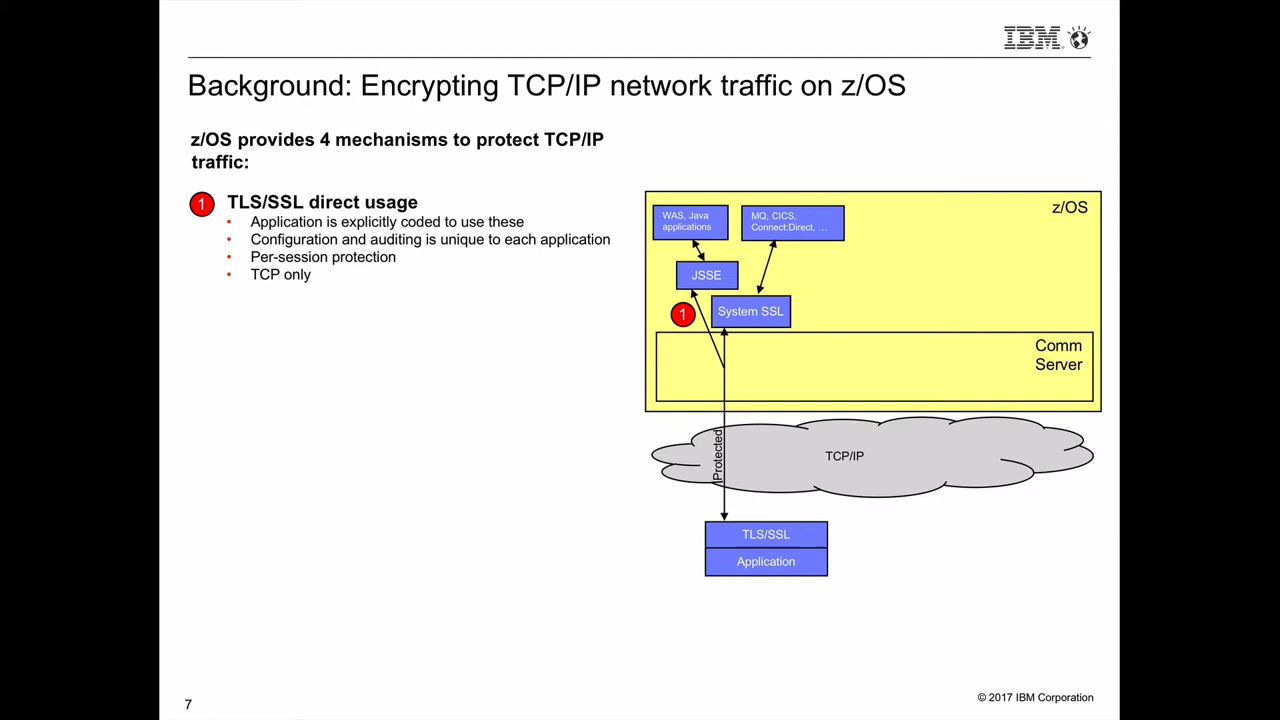 IBM
Background: Encrypting TCP/IP network traffic on z/OS
z/OS provides 4 mechanisms to protect TCP/IP
traffic:
1 TLS/SSL direct usage
• Application is explicitly coded to use these
• Configuration and auditing is unique to each application
• Per-session protection
• TCP only
z/OS
WAS, Java
applications
MQ, CICS,
Connect:Direct, …
JSSE
1
System SSL
Comm
Server
Protected
TCP/IP
TLS/SSL
Application
7
© 2017 IBM Corporation